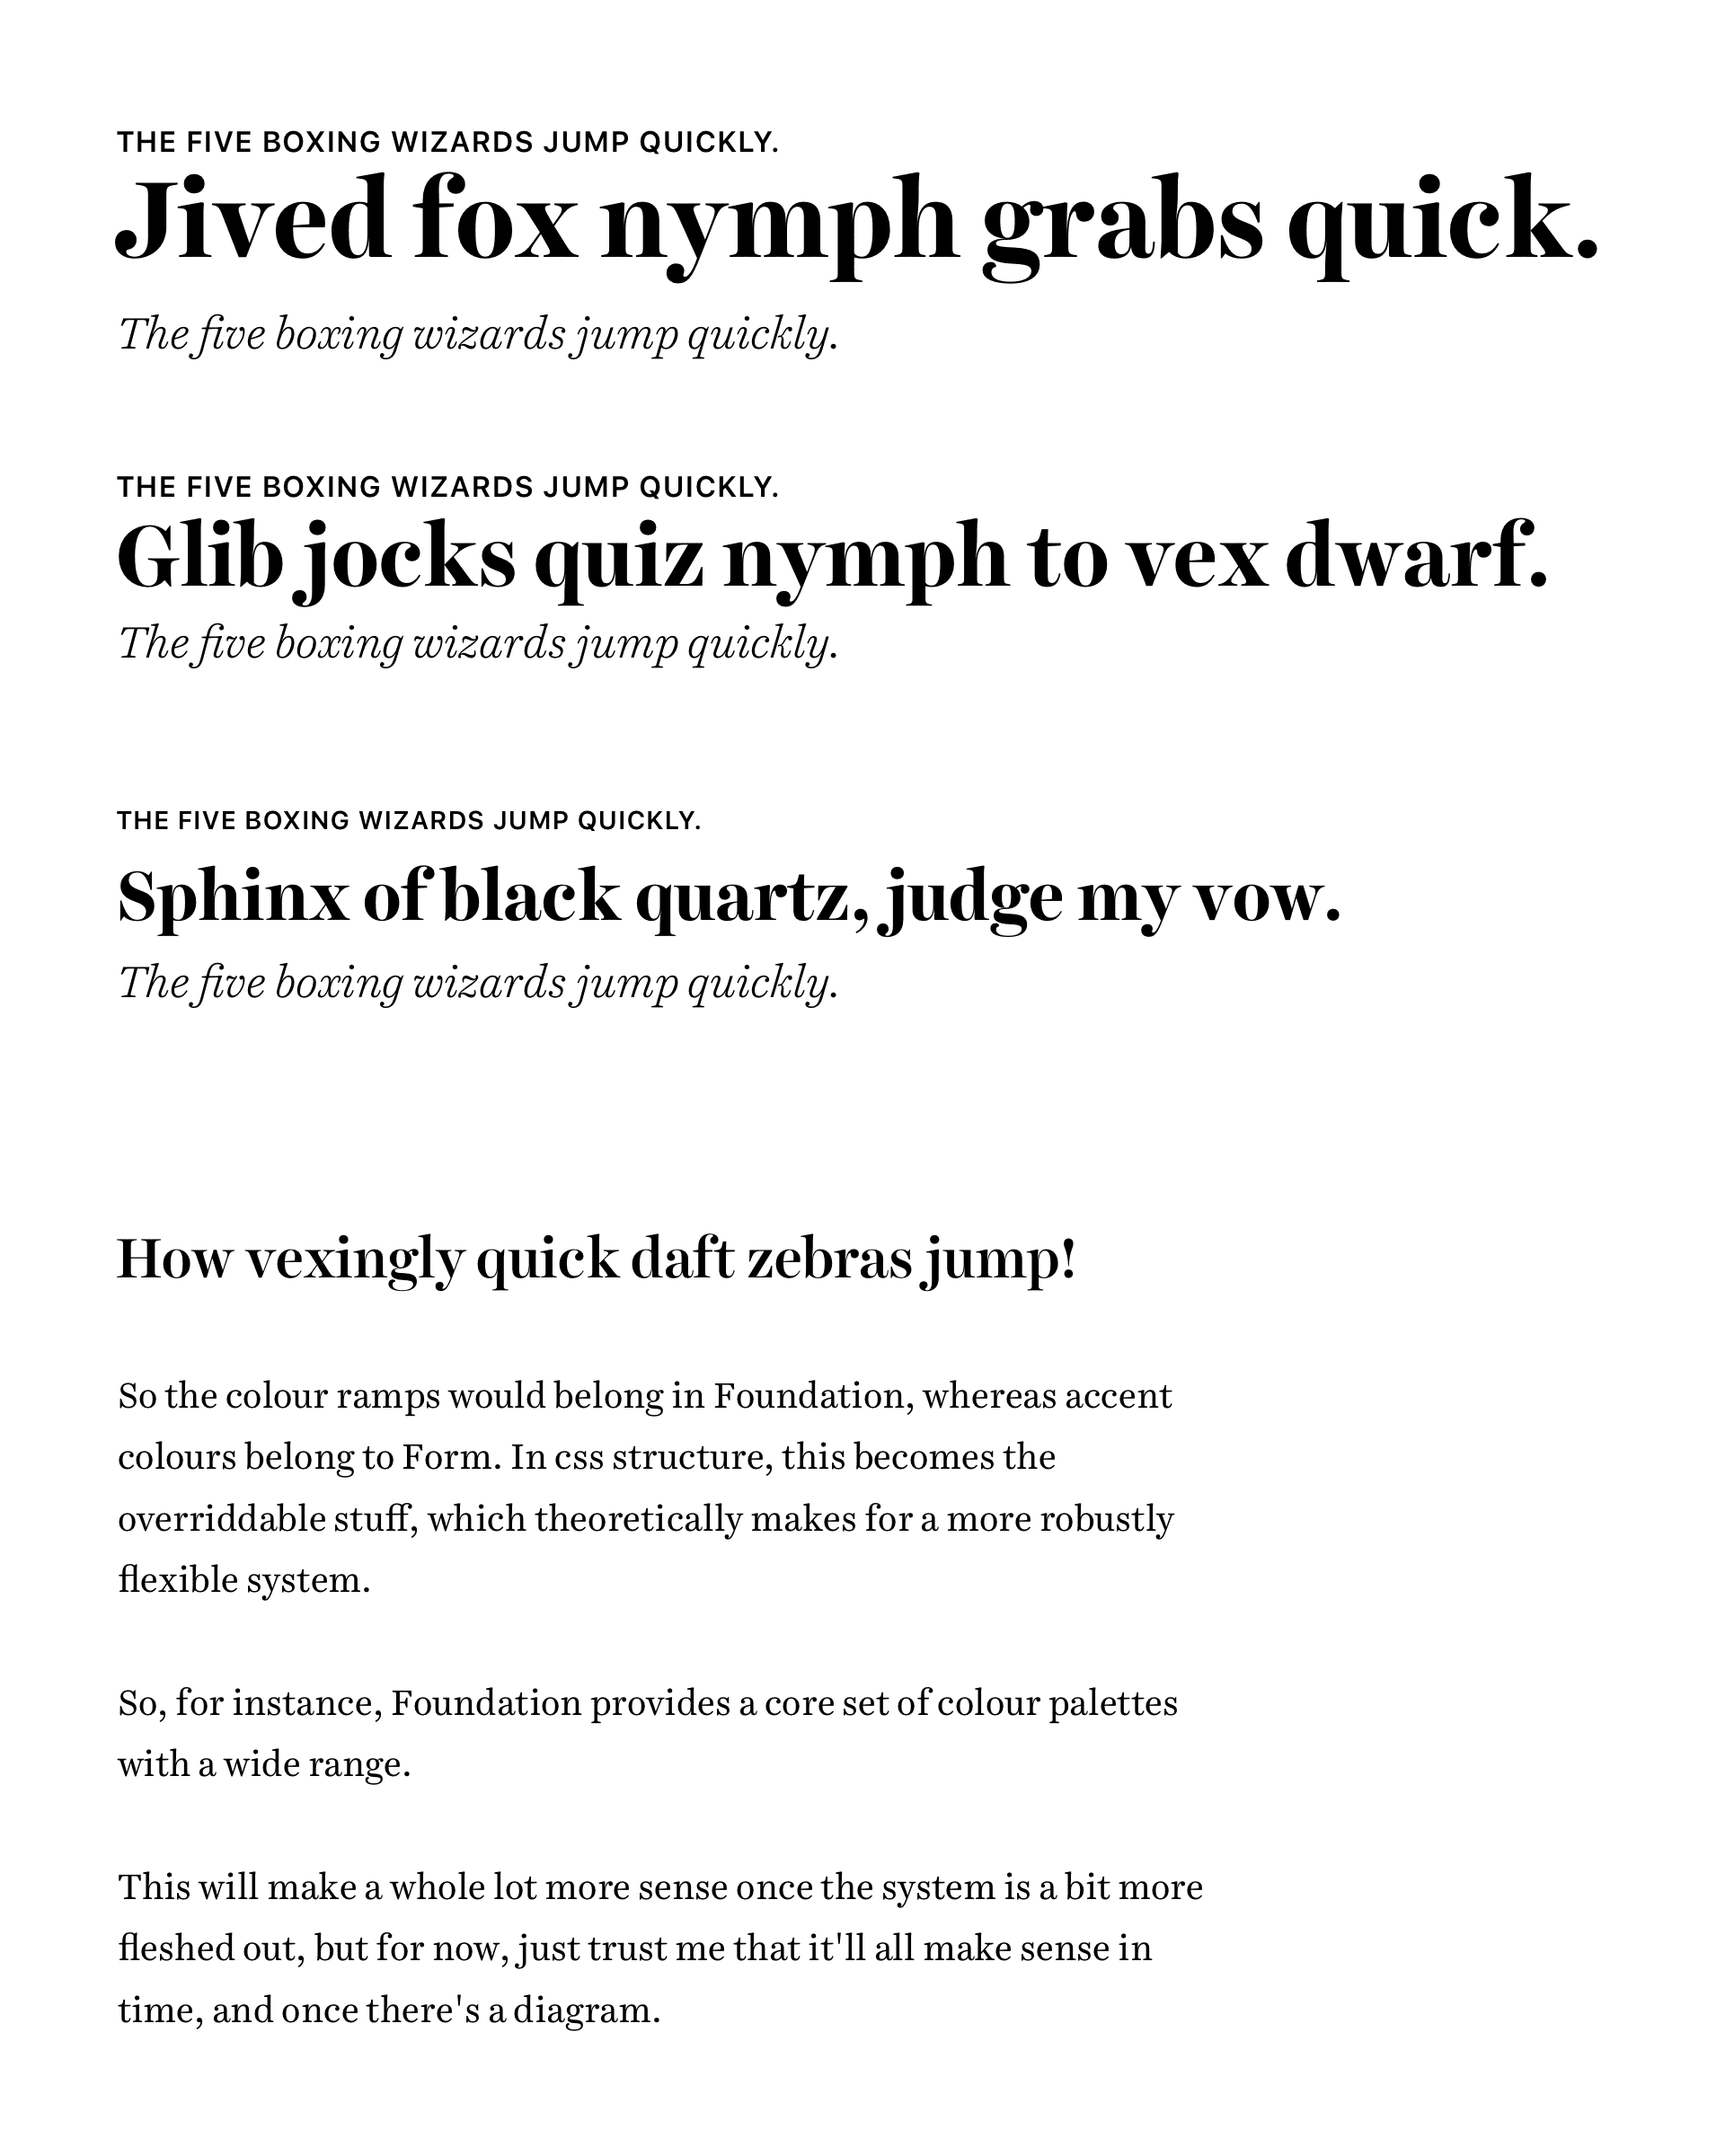 THE FIVE BOXING WIZARDS JUMP QUICKLY.
Jived fox nymph grabs quick.
The five boxing wizards jump quickly.
THE FIVE BOXING WIZARDS JUMP QUICKLY.
Glib jocks quiz nymph to vex dwarf.
The five boxing wizards jump quickly.
THE FIVE BOXING WIZARDS JUMP QUICKLY.
Sphinx of black quartz, judge my vow.
The five boxing wizards jump quickly.
How vexingly quick daft zebras jump!
So the colour ramps would belong in Foundation, whereas accent
colours belong to Form. In css structure, this becomes the
overriddable stuff, which theoretically makes for a more robustly
flexible system.
So, for instance, Foundation provides a core set of colour palettes
with a wide range.
This will make a whole lot more sense once the system is a bit more
fleshed out, but for now, just trust me that it'll all make sense in
time, and once there's a diagram.